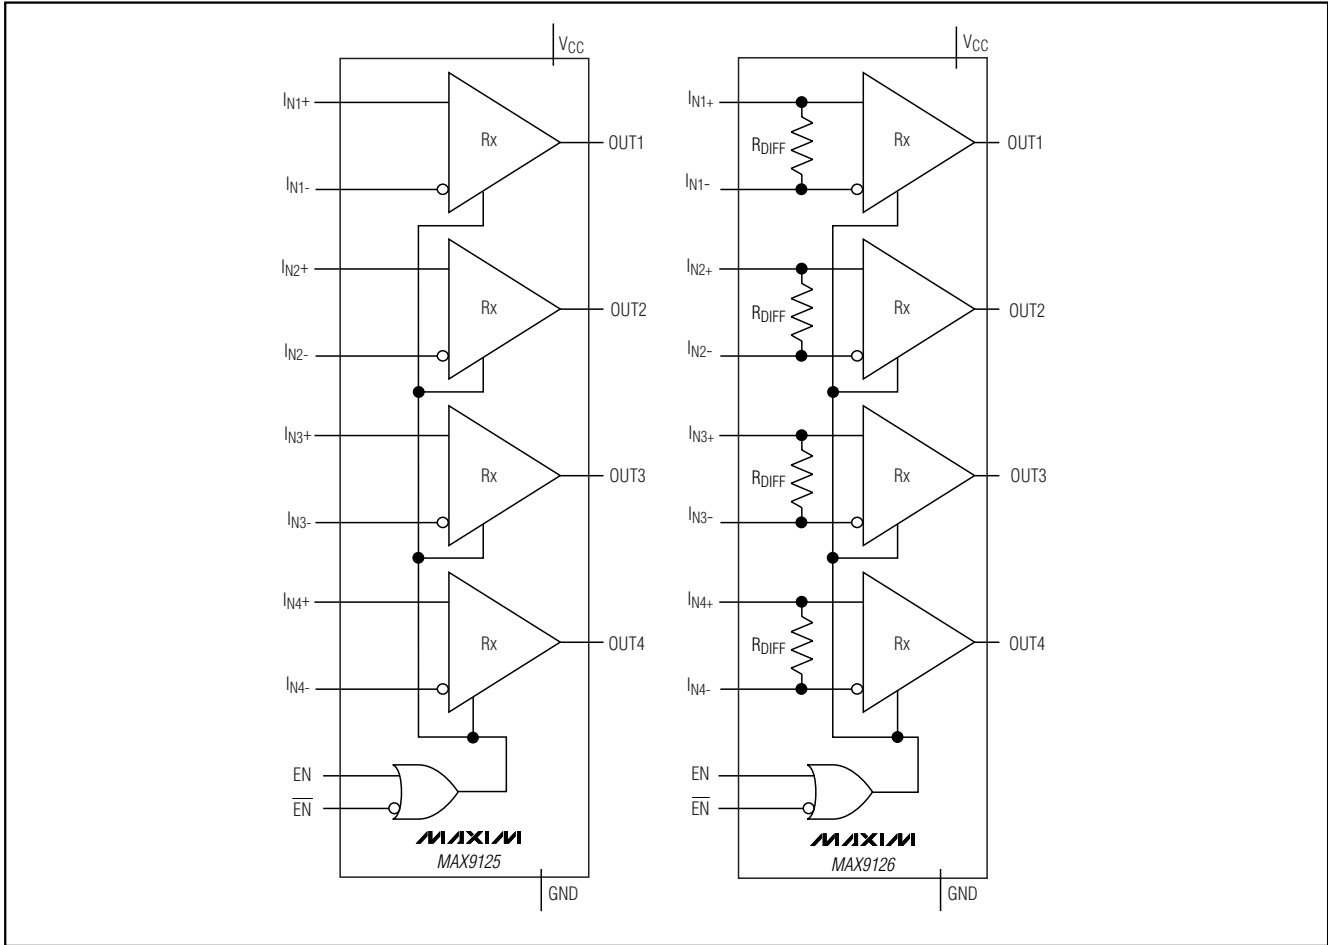 VCC
IN1+
Rx
OUT1
IN1-
IN2+
Rx
OUT2
IN2-
IN3+
Rx
OUT3
IN3-
IN4+
Rx
OUT4
IN4-
EN
EN
MAXIM
MAX9125
GND
VCC
IN1+
RDIFF
Rx
OUT1
IN1-
IN2+
RDIFF
Rx
OUT2
IN2-
IN3+
RDIFF
Rx
OUT3
IN3-
IN4+
RDIFF
Rx
OUT4
IN4-
EN
EN
MAXIM
MAX9126
GND